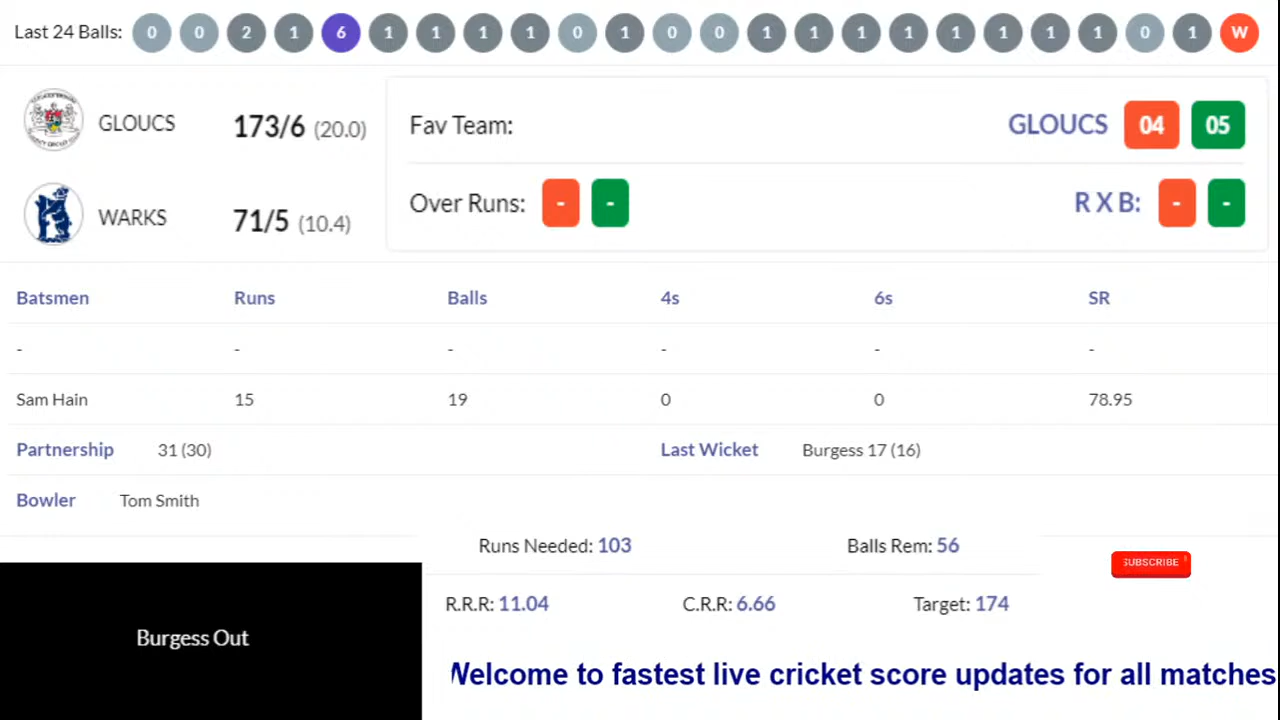 Last 24 Balls: 0 0 2 1 6 1 1 1 1 0 1 0 0 1 1 1 1 1 1 1 1 0 1 W
GLOUCS 173/6 (20.0)
Fav Team: GLOUCS 04 05
WARKS 71/5 (10.4)
Over Runs: - - R X B: - -
Batsmen Runs Balls 4s 6s SR
- - - - - -
Sam Hain 15 19 0 0 78.95
Partnership 31 (30) Last Wicket Burgess 17 (16)
Bowler Tom Smith
Runs Needed: 103 Balls Rem: 56
SUBSCRIBE
R.R.R: 11.04 C.R.R: 6.66 Target: 174
Burgess Out
Welcome to fastest live cricket score updates for all matches